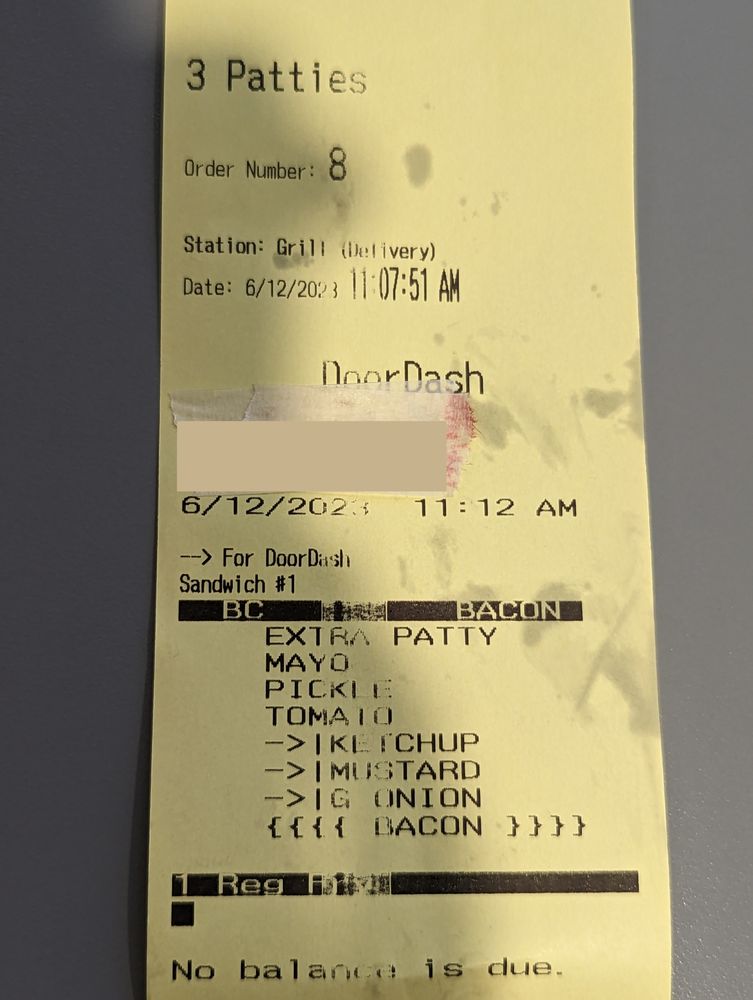 3 Patties
Order Number: 8
Station: Grill (Delivery)
Date: 6/12/2023 11:07:51 AM
DoorDash
6/12/2023 11:12 AM
--> For DoorDash
Sandwich #1
BC BACON
EXTRA PATTY
MAYO
PICKLE
TOMATO
->|KETCHUP
->|MUSTARD
->|G ONION
{{{{ BACON }}}}
1 Reg
No balance is due.